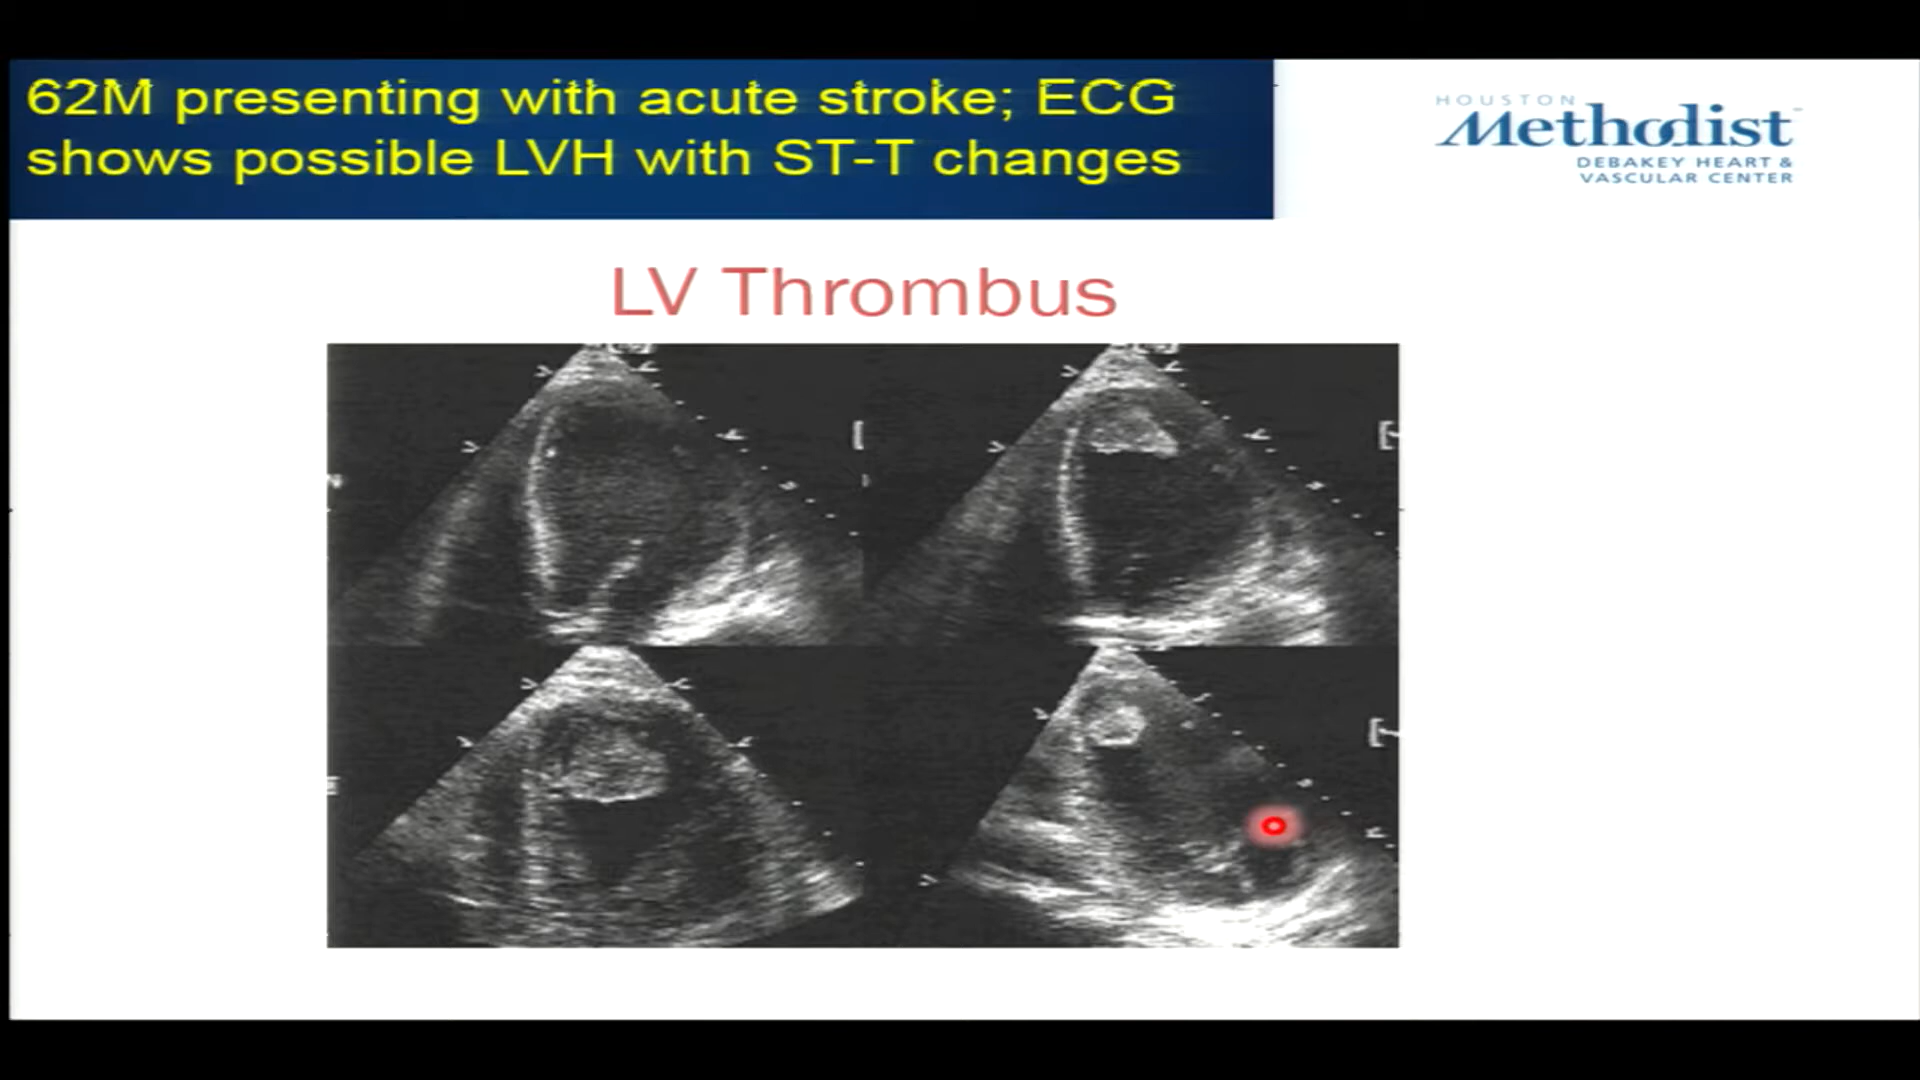 62M presenting with acute stroke; ECG
shows possible LVH with ST-T changes
HOUSTON
Methodist
DEBAKEY HEART &
VASCULAR CENTER
LV Thrombus